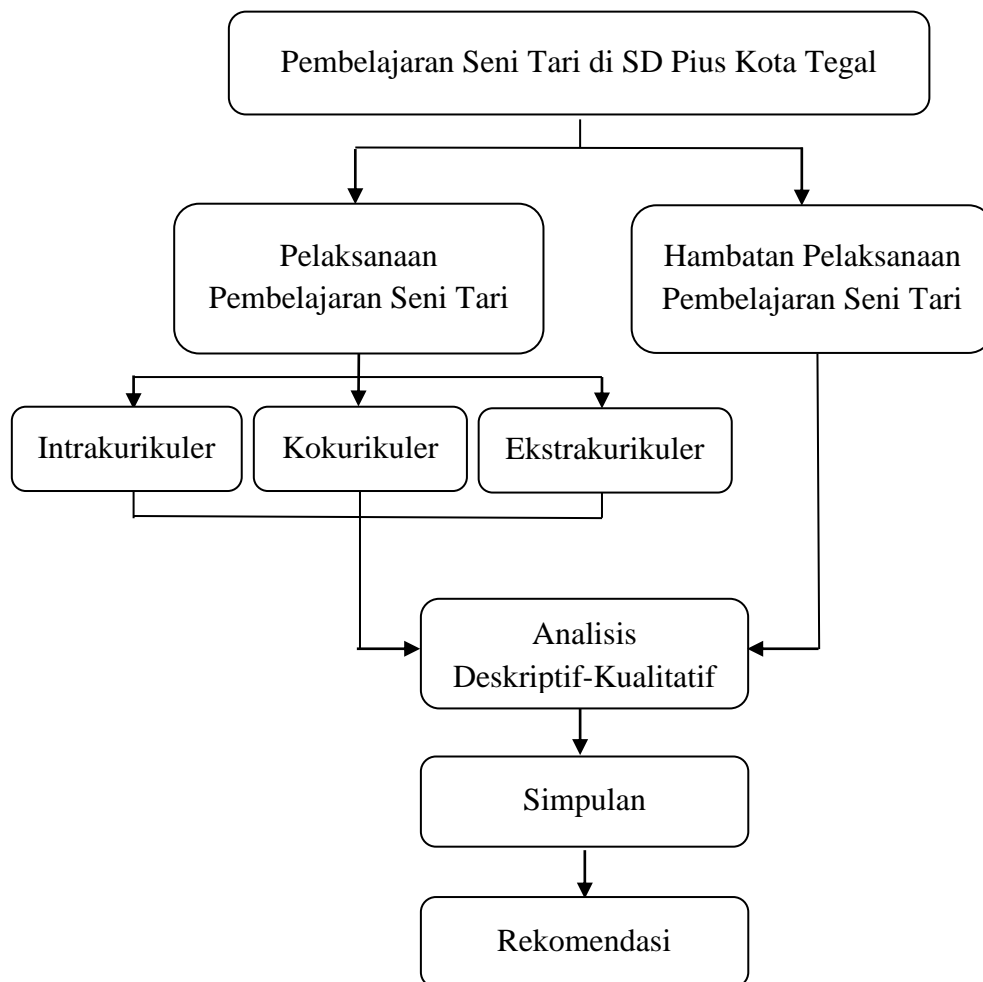 Pembelajaran Seni Tari di SD Pius Kota Tegal
Pelaksanaan
Pembelajaran Seni Tari
Hambatan Pelaksanaan
Pembelajaran Seni Tari
Intrakurikuler
Kokurikuler
Ekstrakurikuler
Analisis
Deskriptif-Kualitatif
Simpulan
Rekomendasi